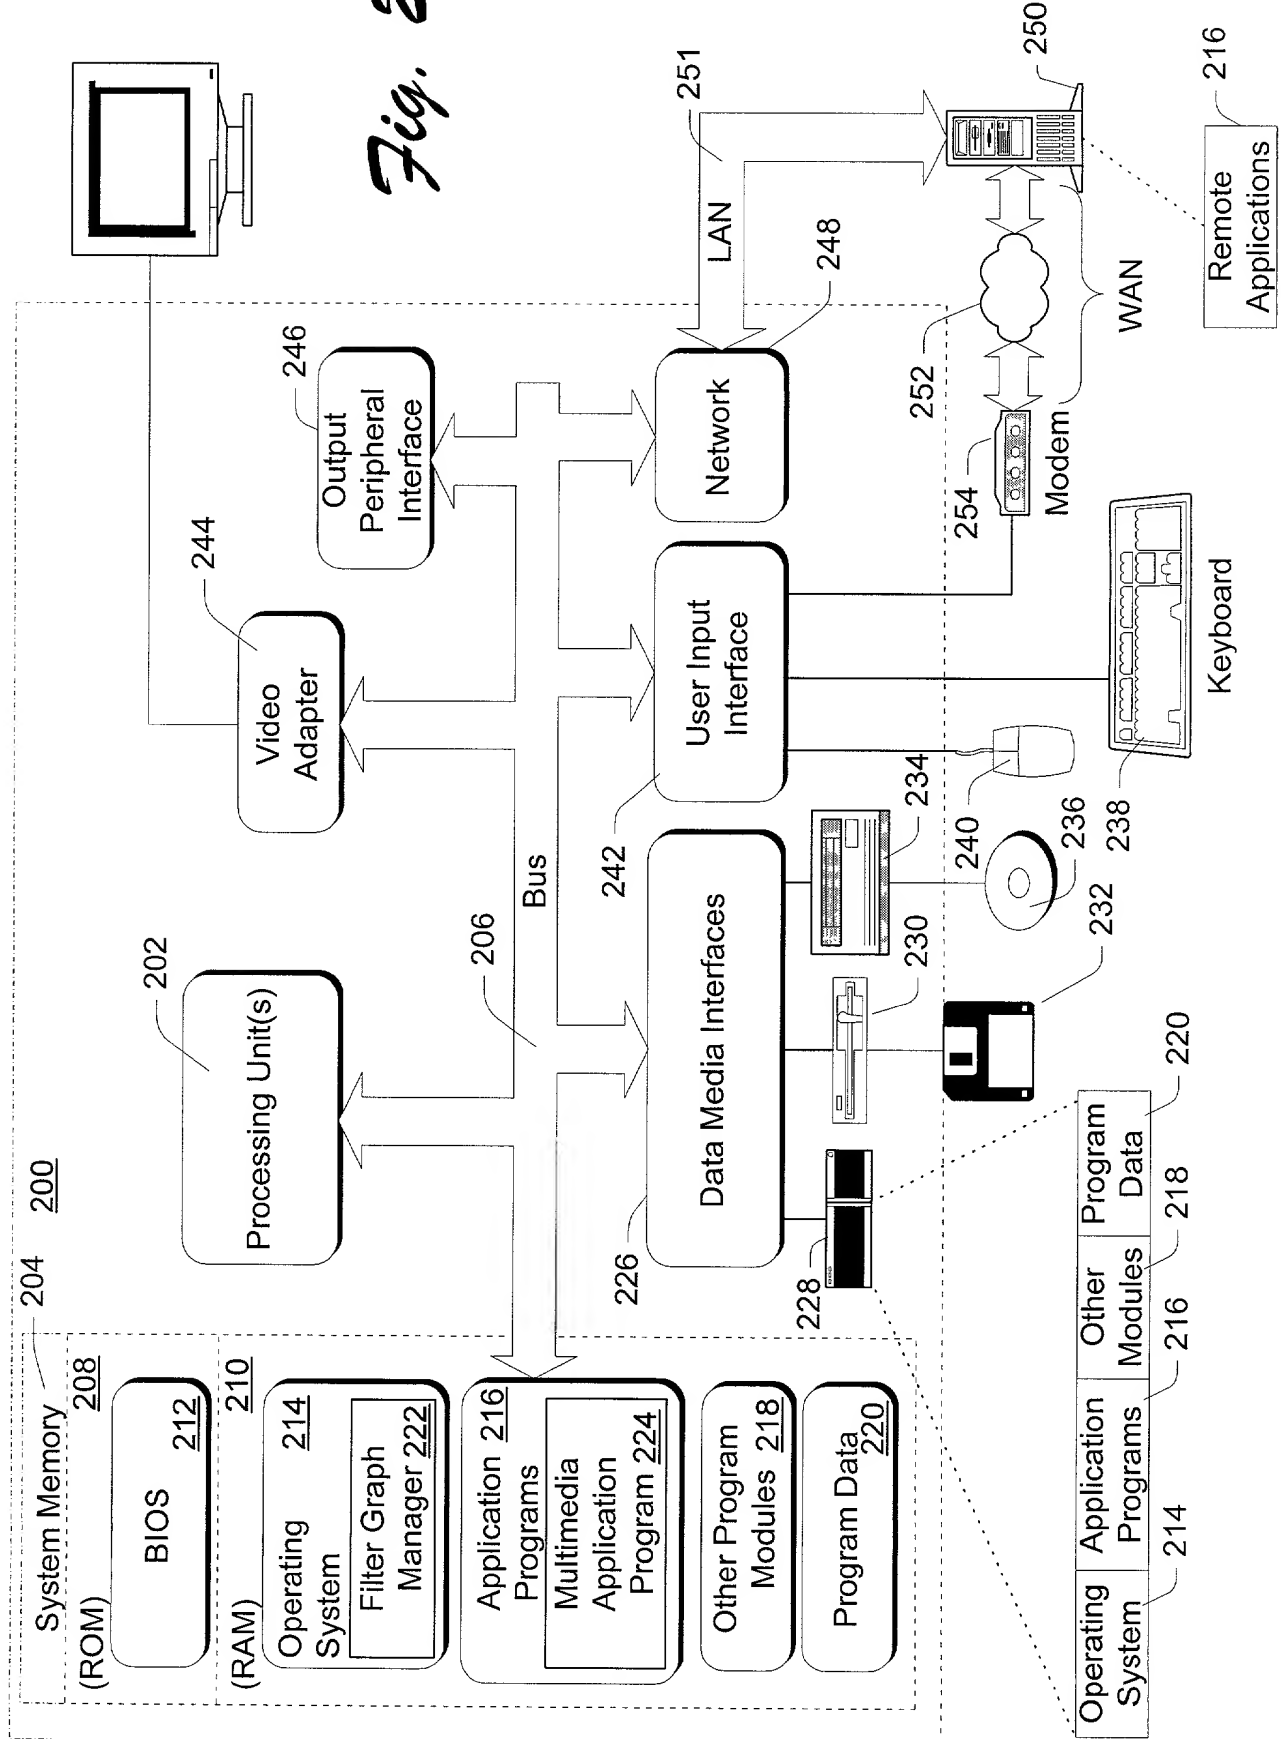 Fig. 2
200
System Memory
204
(ROM) 208
BIOS
212
(RAM) 210
Operating
System
214
Filter Graph
Manager 222
Application
Programs
216
Multimedia
Application
Program 224
Other Program
Modules 218
Program Data
220
Processing Unit(s)
202
206
Bus
Video
Adapter
244
Output
Peripheral
Interface
246
Data Media Interfaces
226
User Input
Interface
242
Network
248
LAN
251
228
230
232
234
236
240
238
Keyboard
254
Modem
252
WAN
250
Remote
Applications
216
Operating
System
214
Application
Programs
216
Other
Modules
218
Program
Data
220